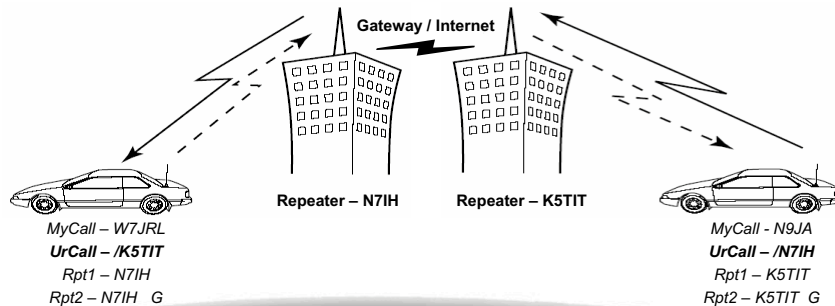 Gateway / Internet
Repeater – N7IH
Repeater – K5TIT
MyCall – W7JRL
UrCall – /K5TIT
Rpt1 – N7IH
Rpt2 – N7IH   G
MyCall - N9JA
UrCall – /N7IH
Rpt1 – K5TIT
Rpt2 – K5TIT  G